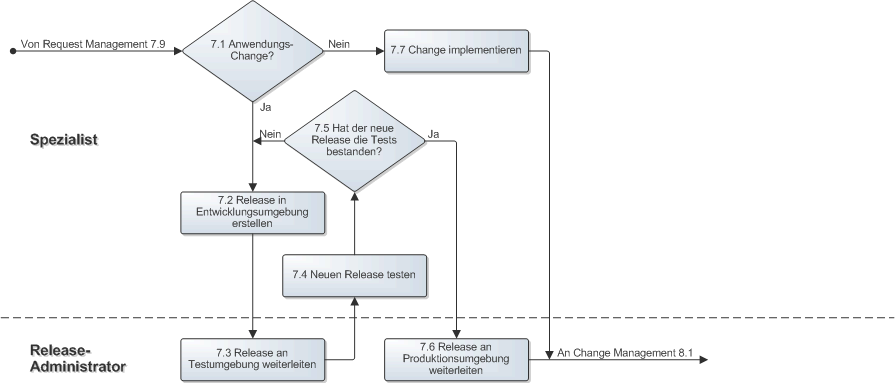 Von Request Management 7.9
7.1 Anwendungs-
Change?
Nein
7.7 Change implementieren
Ja
Spezialist
Nein
7.5 Hat der neue
Release die Tests
bestanden?
Ja
7.2 Release in
Entwicklungsumgebung
erstellen
7.4 Neuen Release testen
Release-
Administrator
7.3 Release an
Testumgebung weiterleiten
7.6 Release an
Produktionsumgebung
weiterleiten
An Change Management 8.1